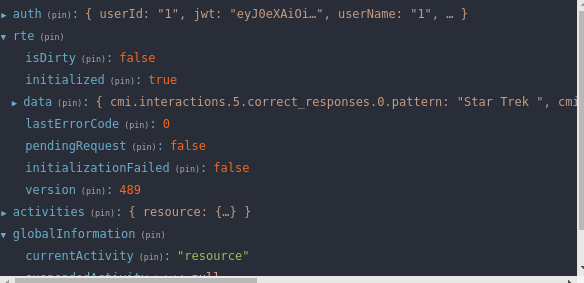 ▶ auth (pin): { userId: "1", jwt: "eyJ0eXAiOi…", userName: "1", … }
▼ rte (pin)
isDirty (pin): false
initialized (pin): true
▶ data (pin): { cmi.interactions.5.correct_responses.0.pattern: "Star Trek ", cmi
lastErrorCode (pin): 0
pendingRequest (pin): false
initializationFailed (pin): false
version (pin): 489
▶ activities (pin): { resource: {…} }
▼ globalInformation (pin)
currentActivity (pin): "resource"